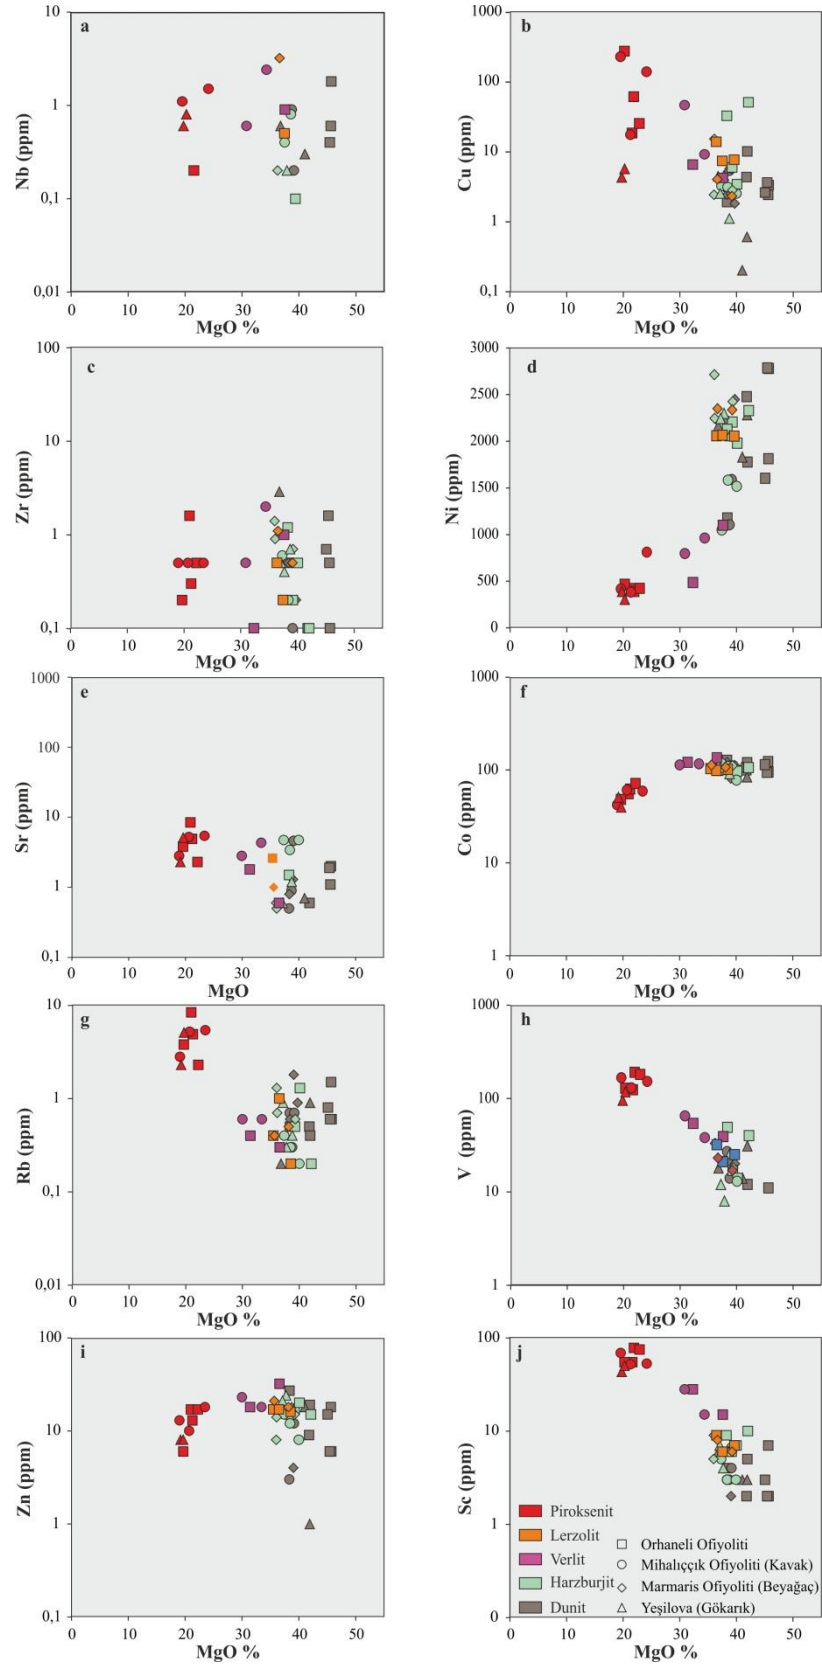 a
10
1
0,1
0,01
Nb (ppm)
0 10 20 30 40 50
MgO %
b
1000
100
10
1
0,1
Cu (ppm)
0 10 20 30 40 50
MgO %
c
100
10
1
0,1
Zr (ppm)
0 10 20 30 40 50
MgO %
d
3000
2500
2000
1500
1000
500
0
Ni (ppm)
0 10 20 30 40 50
MgO %
e
1000
100
10
1
0,1
Sr (ppm)
0 10 20 30 40 50
MgO
f
1000
100
10
1
Co (ppm)
0 10 20 30 40 50
MgO %
g
10
1
0,1
0,01
Rb (ppm)
0 10 20 30 40 50
MgO %
h
1000
100
10
1
V (ppm)
0 10 20 30 40 50
MgO %
i
100
10
1
0,1
Zn (ppm)
0 10 20 30 40 50
MgO %
j
100
10
1
0,1
Sc (ppm)
0 10 20 30 40 50
MgO %
Piroksenit
Lerzolit
Verlit
Harzburjit
Dunit
Orhaneli Ofiyoliti
Mihalıççık Ofiyoliti (Kavak)
Marmaris Ofiyoliti (Beyağaç)
Yeşilova (Gökarık)